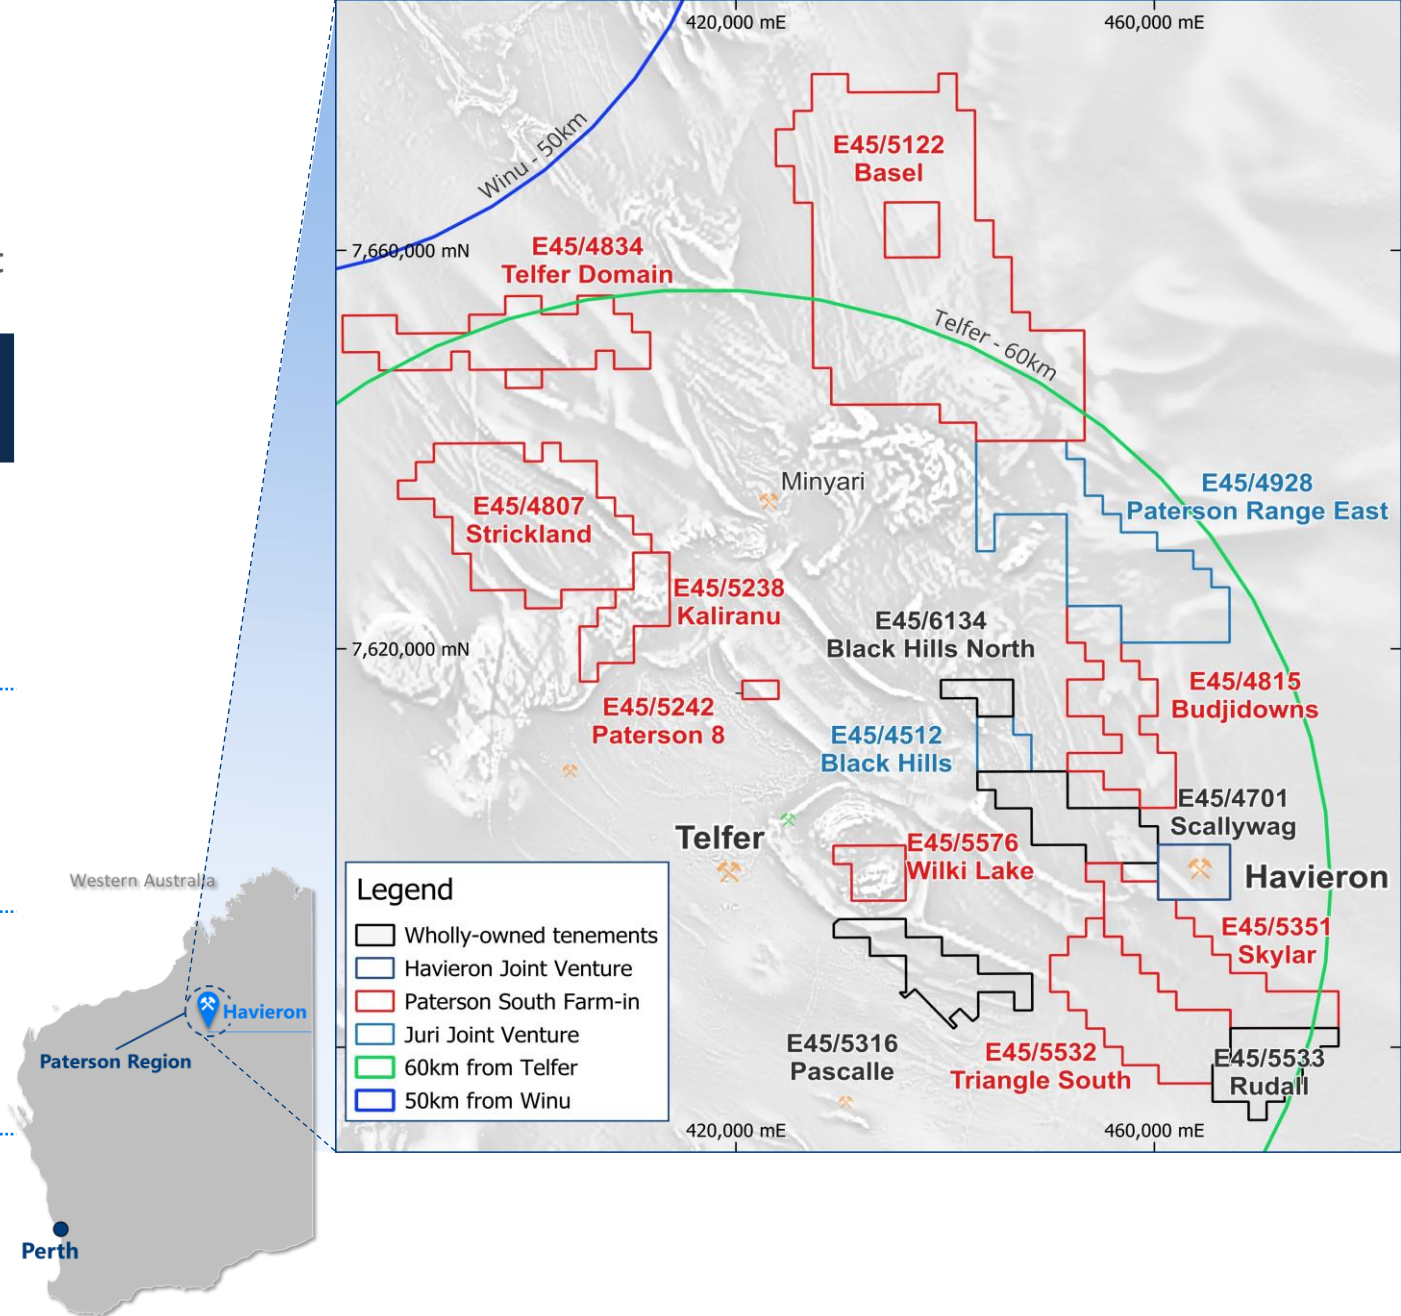 420,000 mE
460,000 mE
Winu - 50km
E45/5122
Basel
7,660,000 mN
E45/4834
Telfer Domain
Telfer - 60km
Minyari
E45/4928
Paterson Range East
E45/4807
Strickland
E45/5238
Kaliranu
E45/6134
Black Hills North
7,620,000 mN
E45/4815
Budjidowns
E45/5242
Paterson 8
E45/4512
Black Hills
E45/4701
Scallywag
Telfer
E45/5576
Wilki Lake
Havieron
E45/5351
Skylar
E45/5316
Pascalle
E45/5532
Triangle South
E45/5533
Rudall
420,000 mE
460,000 mE
Legend
Wholly-owned tenements
Havieron Joint Venture
Paterson South Farm-in
Juri Joint Venture
60km from Telfer
50km from Winu
Western Australia
Havieron
Paterson Region
Perth